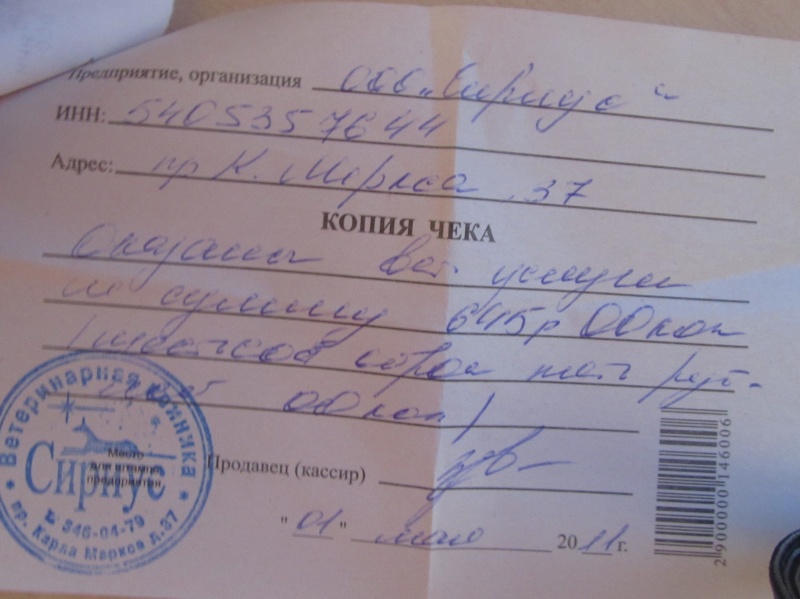 Предприятие, организация ООО "Сириус"
ИНН: 5405357644
Адрес: пр К. Маркса 37
КОПИЯ ЧЕКА
Оказаны вет. услуги
на сумму 645р 00коп
(шестьсот сорок пять руб-
лей 00коп)
Продавец (кассир)
"01" мая 2011г.
Ветеринарная клиника
Сириус
Место
для штампа
предприятия
346-04-79
пр. Карла Маркса д.37
2900000146006